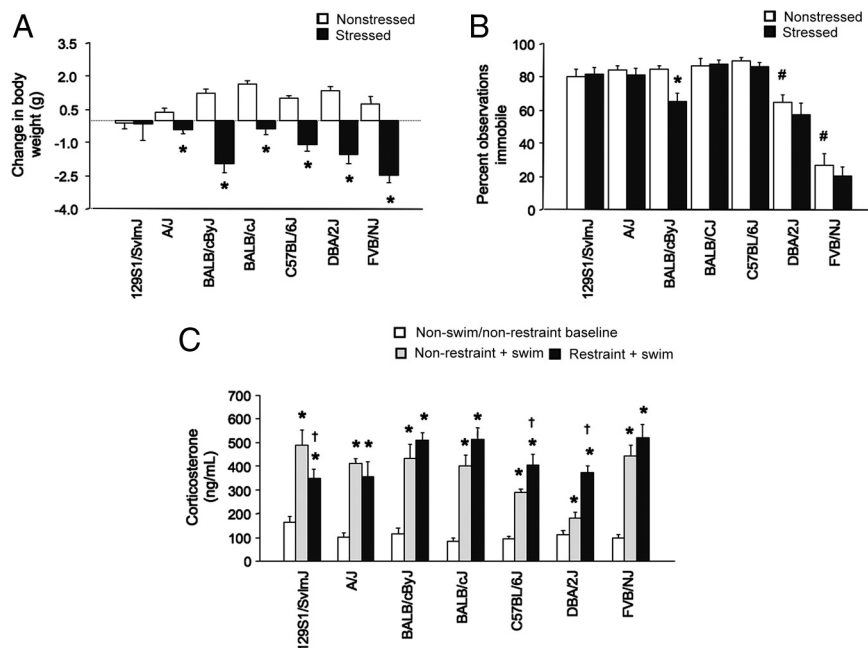 A
Nonstressed
Stressed
Change in body
weight (g)
3.5
2.0
0.5
-1.0
-2.5
-4.0
*
*
*
*
*
*
129S1/SvImJ
A/J
BALB/cByJ
BALB/cJ
C57BL/6J
DBA/2J
FVB/NJ
B
Nonstressed
Stressed
Percent observations
immobile
100
80
60
40
20
0
*
#
#
129S1/SvImJ
A/J
BALB/cByJ
BALB/CJ
C57BL/6J
DBA/2J
FVB/NJ
C
Non-swim/non-restraint baseline
Non-restraint + swim
Restraint + swim
Corticosterone
(ng/mL)
700
600
500
400
300
200
100
0
* † *
* *
* *
* *
* † *
* † *
* *
129S1/SvImJ
A/J
BALB/cByJ
BALB/cJ
C57BL/6J
DBA/2J
FVB/NJ